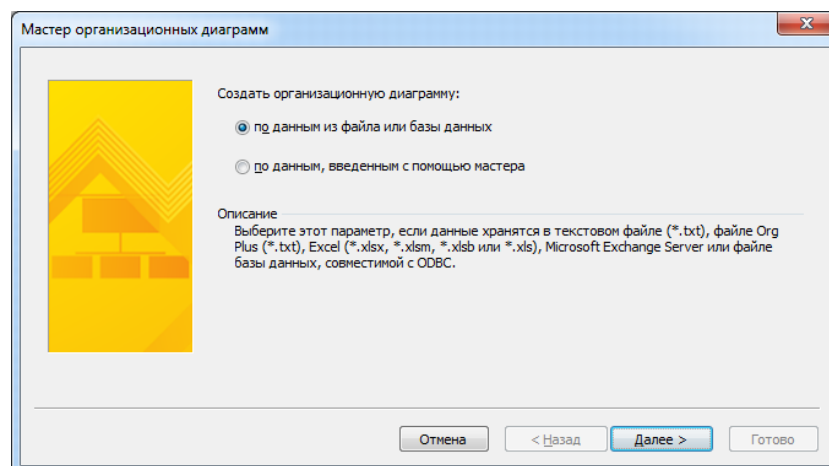 Мастер организационных диаграмм
Создать организационную диаграмму:
по данным из файла или базы данных
по данным, введенным с помощью мастера
Описание
Выберите этот параметр, если данные хранятся в текстовом файле (*.txt), файле Org
Plus (*.txt), Excel (*.xlsx, *.xlsm, *.xlsb или *.xls), Microsoft Exchange Server или файле
базы данных, совместимой с ODBC.
Отмена < Назад Далее > Готово